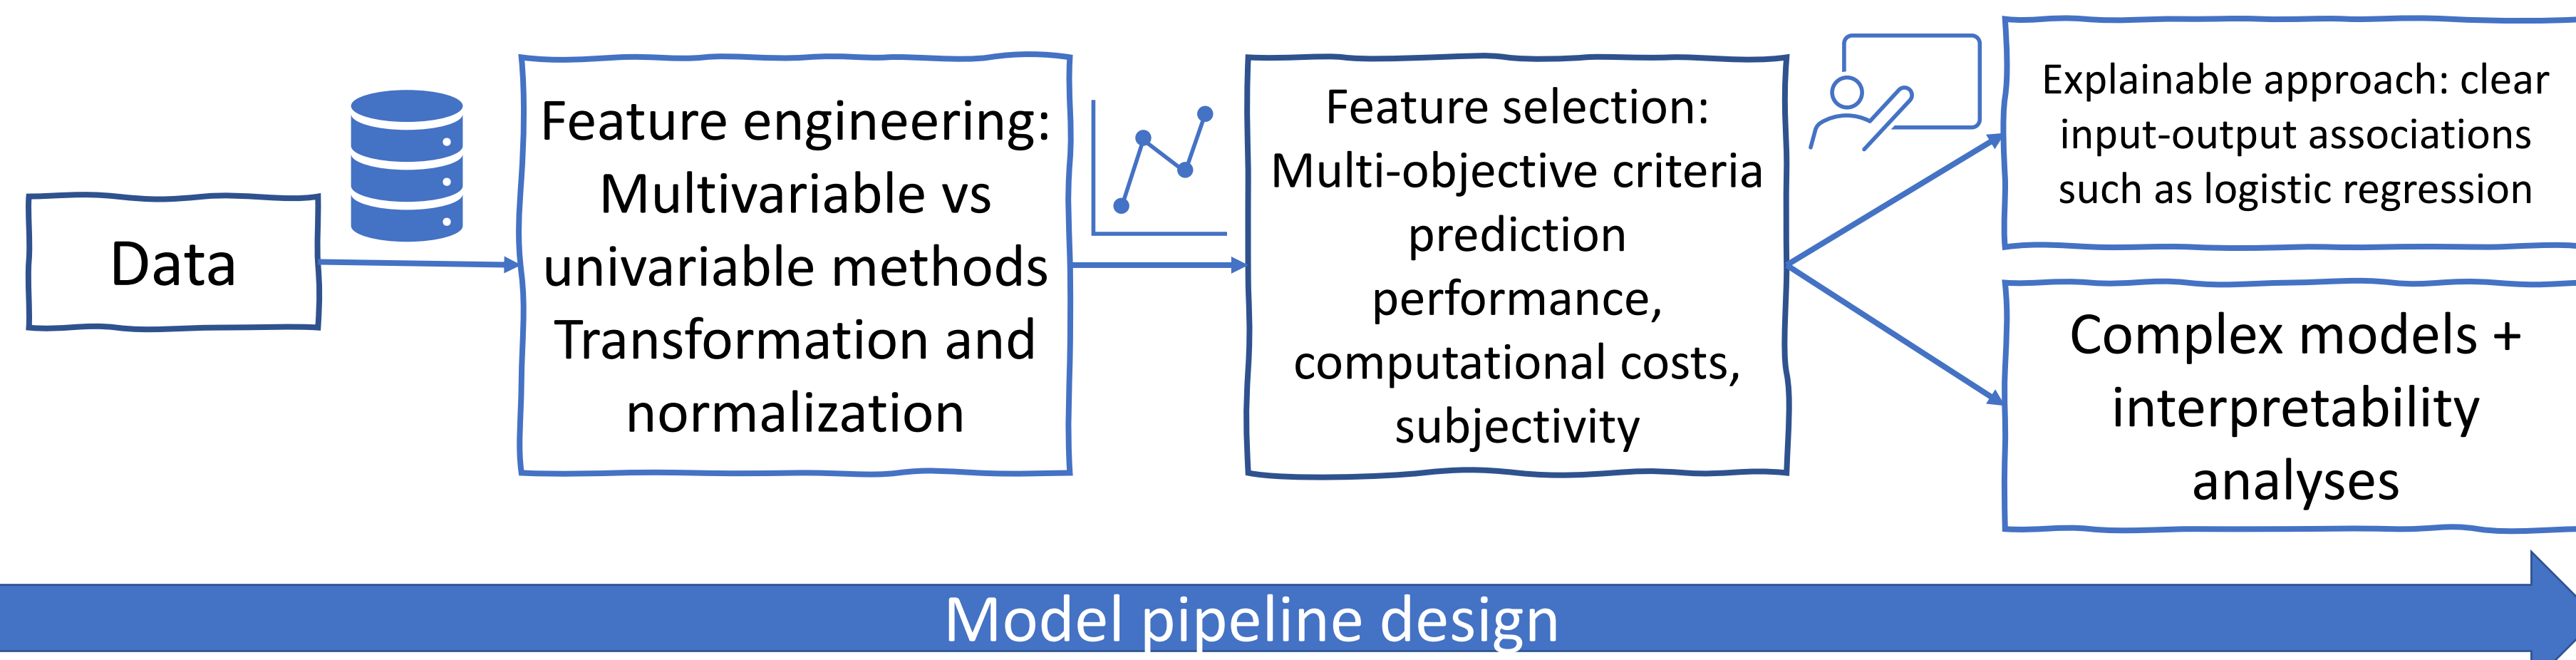 Data
Feature engineering:
Multivariable vs
univariable methods
Transformation and
normalization
Feature selection:
Multi-objective criteria
prediction
performance,
computational costs,
subjectivity
Explainable approach: clear
input-output associations
such as logistic regression
Complex models +
interpretability
analyses
Model pipeline design